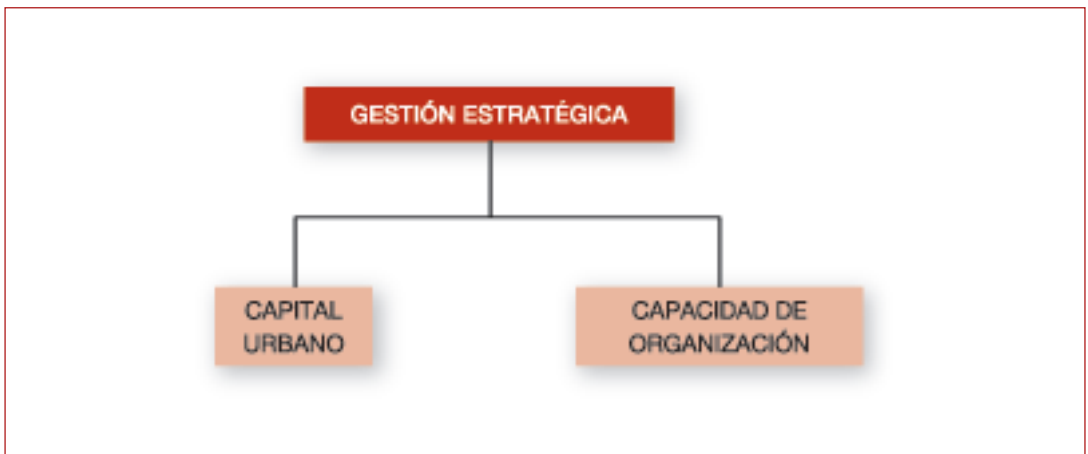 GESTIÓN ESTRATÉGICA
CAPITAL
URBANO
CAPACIDAD DE
ORGANIZACIÓN